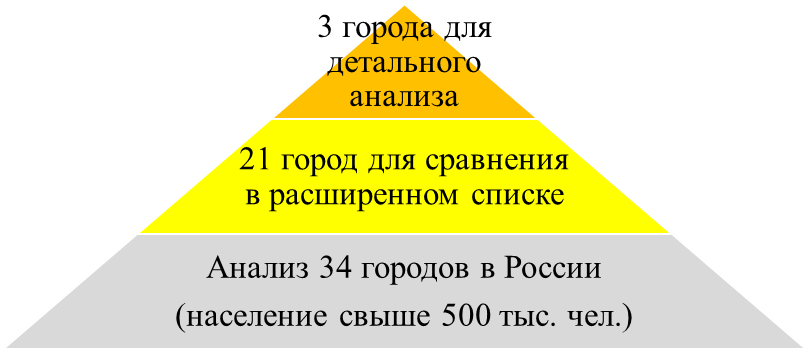 3 города для
детального
анализа
21 город для сравнения
в расширенном списке
Анализ 34 городов в России
(население свыше 500 тыс. чел.)